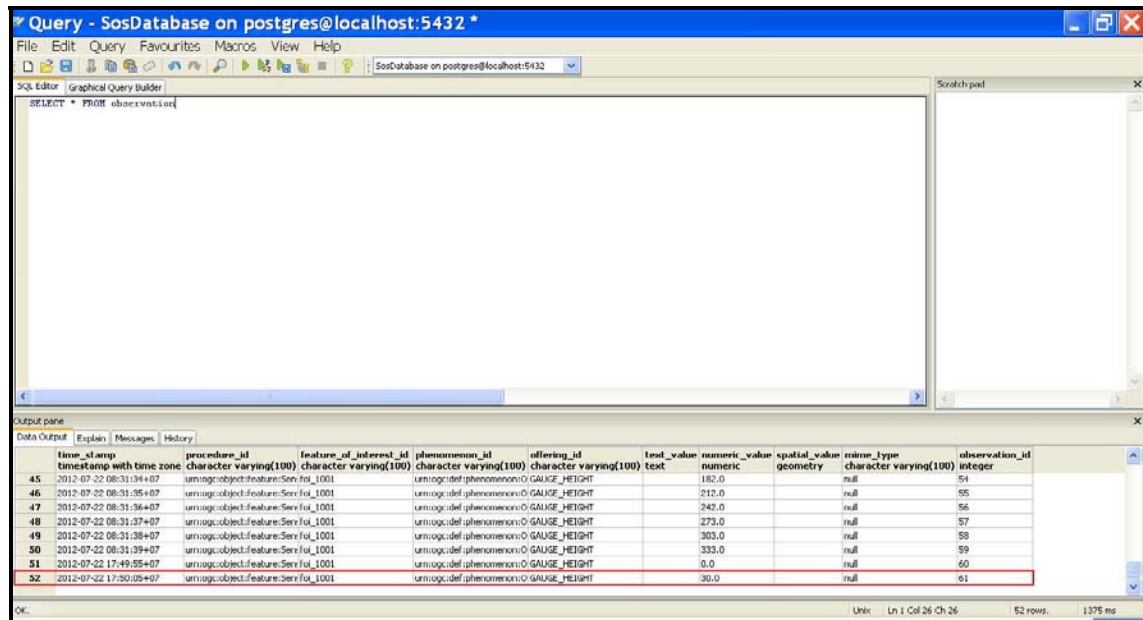 Query - SosDatabase on postgres@localhost:5432 *
File Edit Query Favourites Macros View Help
SosDatabase on postgres@localhost:5432
SQL Editor Graphical Query Builder
Scratch pad
SELECT * FROM observation
Output pane
Data Output Explain Messages History
time_stamp procedure_id feature_of_interest_id phenomenon_id offering_id text_value numeric_value spatial_value mime_type observation_id
timestamp with time zone character varying(100) character varying(100) character varying(100) character varying(100) text numeric geometry character varying(100) integer
45 2012-07-22 08:31:34+07 urn:ogc:object:feature:Sen foi_1001 urn:ogc:def:phenomenon:O GAUGE_HEIGHT 182.0 null 54
46 2012-07-22 08:31:35+07 urn:ogc:object:feature:Sen foi_1001 urn:ogc:def:phenomenon:O GAUGE_HEIGHT 212.0 null 55
47 2012-07-22 08:31:36+07 urn:ogc:object:feature:Sen foi_1001 urn:ogc:def:phenomenon:O GAUGE_HEIGHT 242.0 null 56
48 2012-07-22 08:31:37+07 urn:ogc:object:feature:Sen foi_1001 urn:ogc:def:phenomenon:O GAUGE_HEIGHT 273.0 null 57
49 2012-07-22 08:31:38+07 urn:ogc:object:feature:Sen foi_1001 urn:ogc:def:phenomenon:O GAUGE_HEIGHT 303.0 null 58
50 2012-07-22 08:31:39+07 urn:ogc:object:feature:Sen foi_1001 urn:ogc:def:phenomenon:O GAUGE_HEIGHT 333.0 null 59
51 2012-07-22 17:49:55+07 urn:ogc:object:feature:Sen foi_1001 urn:ogc:def:phenomenon:O GAUGE_HEIGHT 0.0 null 60
52 2012-07-22 17:50:05+07 urn:ogc:object:feature:Sen foi_1001 urn:ogc:def:phenomenon:O GAUGE_HEIGHT 30.0 null 61
OK. Unix Ln 1 Col 26 Ch 26 52 rows. 1375 ms